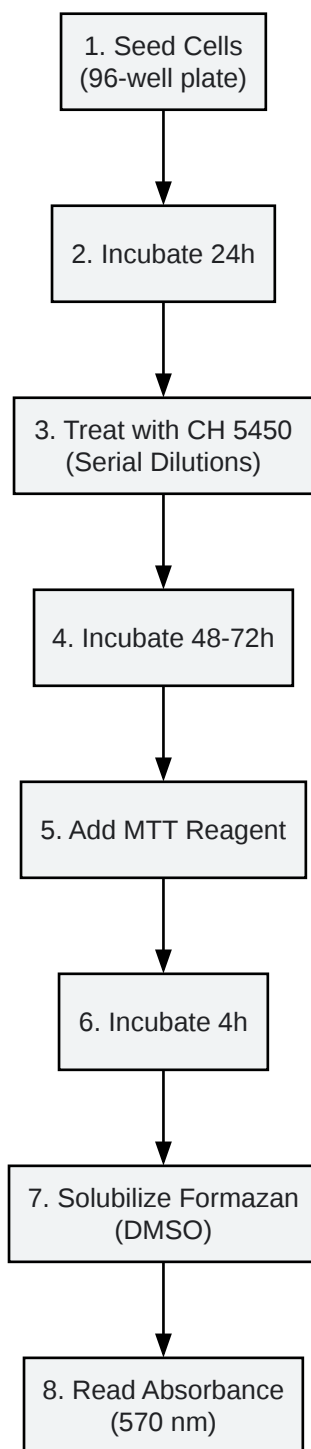 1. Seed Cells
(96-well plate)
2. Incubate 24h
3. Treat with CH 5450
(Serial Dilutions)
4. Incubate 48-72h
5. Add MTT Reagent
6. Incubate 4h
7. Solubilize Formazan
(DMSO)
8. Read Absorbance
(570 nm)